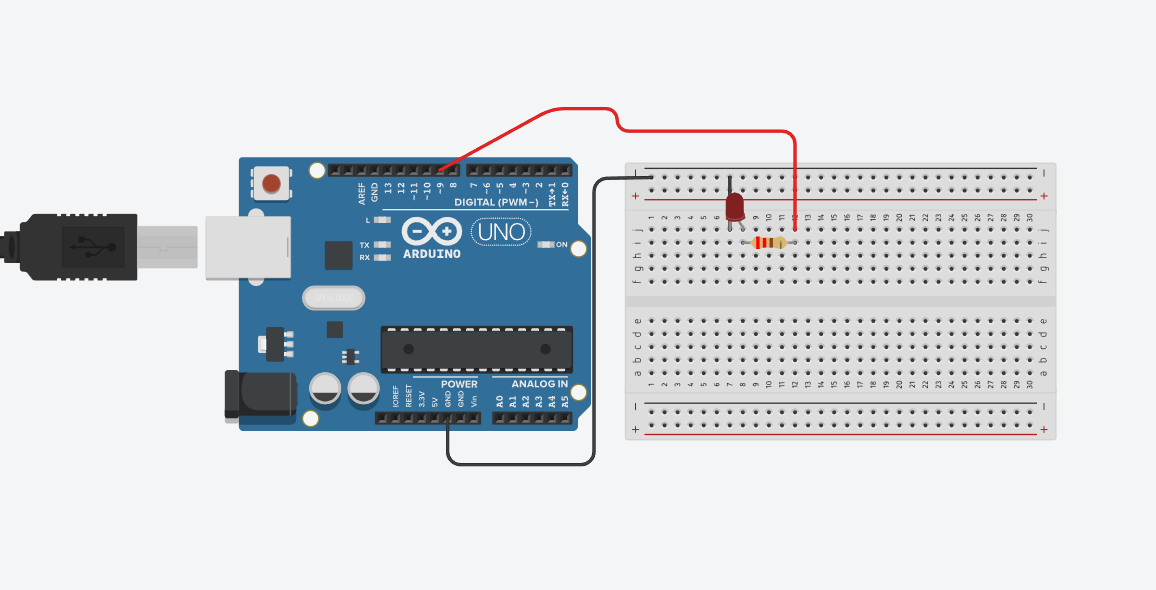 AREF
GND
13
12
~11
~10
~9
8
7
~6
~5
4
~3
2
TX→1
RX←0
DIGITAL (PWM~)
L
TX
RX
ARDUINO
UNO
ON
POWER
ANALOG IN
IOREF
RESET
3.3V
5V
GND
GND
Vin
A0
A1
A2
A3
A4
A5
− −
+ +
1 2 3 4 5 6 7 8 9 10 11 12 13 14 15 16 17 18 19 20 21 22 23 24 25 26 27 28 29 30
j j
i i
h h
g g
f f
e e
d d
c c
b b
a a
1 2 3 4 5 6 7 8 9 10 11 12 13 14 15 16 17 18 19 20 21 22 23 24 25 26 27 28 29 30
− −
+ +